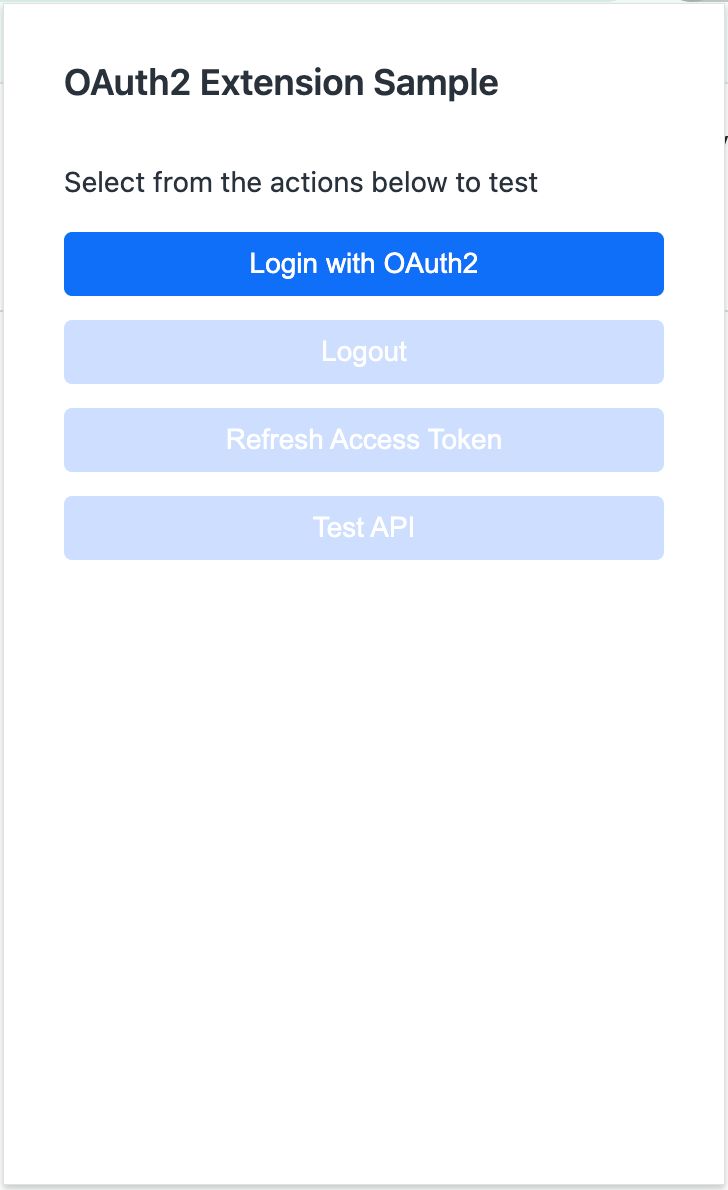 OAuth2 Extension Sample
Select from the actions below to test
Login with OAuth2
Logout
Refresh Access Token
Test API